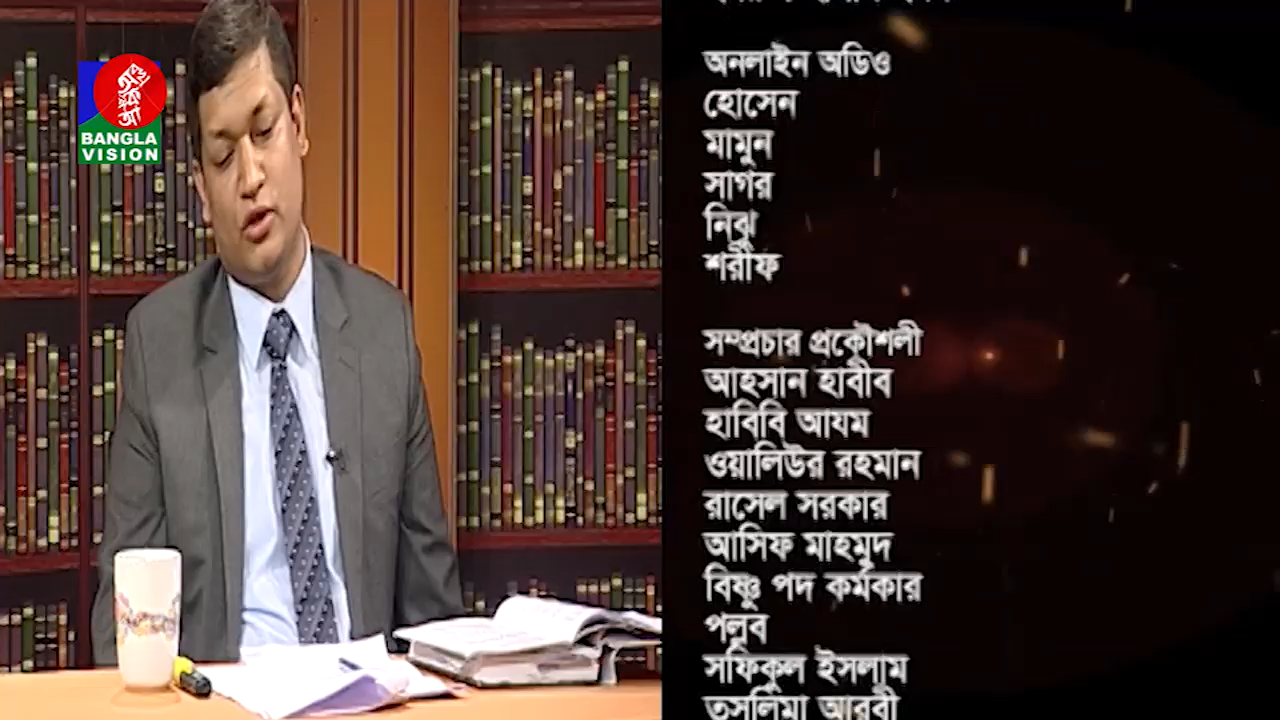 BANGLA
VISION
অনলাইন অডিও
হোসেন
মামুন
সাগর
নিঝু
শরীফ
সম্প্রচার প্রকৌশলী
আহসান হাবীব
হাবিবি আযম
ওয়ালিউর রহমান
রাসেল সরকার
আসিফ মাহমুদ
বিষ্ণু পদ কর্মকার
পলুব
সফিকুল ইসলাম
তসলিমা আরবী